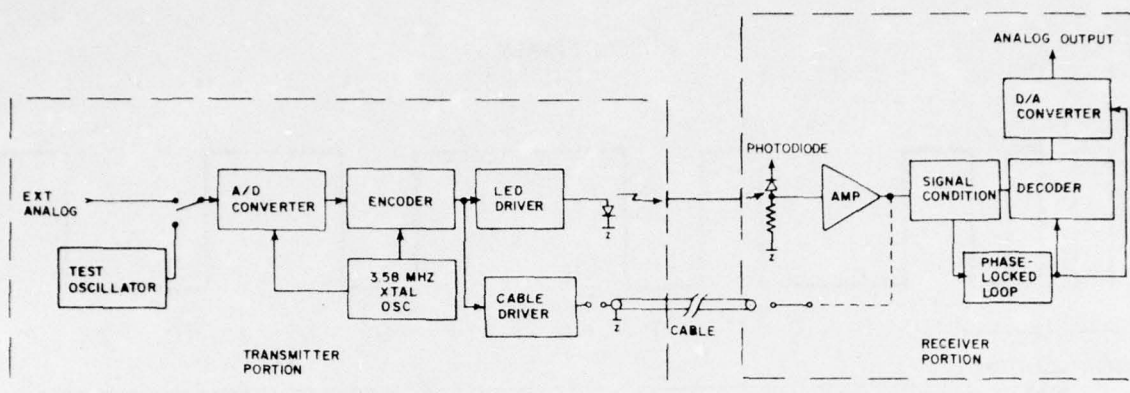 ANALOG OUTPUT
D/A
CONVERTER
PHOTODIODE
EXT
ANALOG
A/D
CONVERTER
ENCODER
LED
DRIVER
AMP
SIGNAL
CONDITION
DECODER
TEST
OSCILLATOR
3.58 MHZ
XTAL
OSC
CABLE
DRIVER
PHASE-
LOCKED
LOOP
CABLE
TRANSMITTER
PORTION
RECEIVER
PORTION